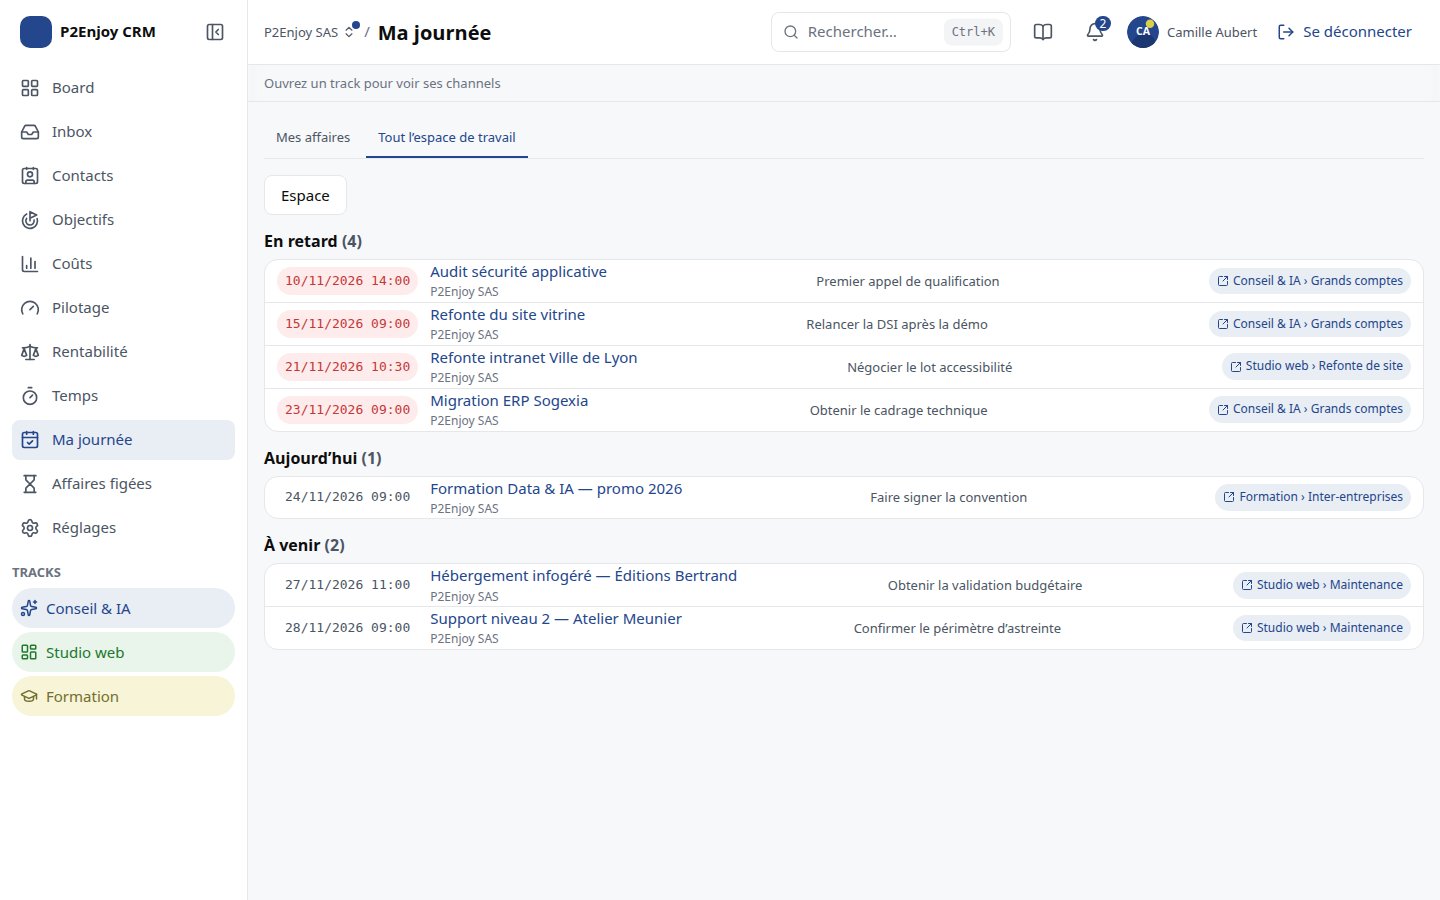 P2Enjoy CRM
Board
Inbox
Contacts
Objectifs
Coûts
Pilotage
Rentabilité
Temps
Ma journée
Affaires figées
Réglages
TRACKS
Conseil & IA
Studio web
Formation
P2Enjoy SAS / Ma journée
Rechercher... Ctrl+K
2
CA Camille Aubert
Se déconnecter
Ouvrez un track pour voir ses channels
Mes affaires Tout l’espace de travail
Espace
En retard (4)
10/11/2026 14:00 Audit sécurité applicative Premier appel de qualification Conseil & IA › Grands comptes
P2Enjoy SAS
15/11/2026 09:00 Refonte du site vitrine Relancer la DSI après la démo Conseil & IA › Grands comptes
P2Enjoy SAS
21/11/2026 10:30 Refonte intranet Ville de Lyon Négocier le lot accessibilité Studio web › Refonte de site
P2Enjoy SAS
23/11/2026 09:00 Migration ERP Sogexia Obtenir le cadrage technique Conseil & IA › Grands comptes
P2Enjoy SAS
Aujourd’hui (1)
24/11/2026 09:00 Formation Data & IA — promo 2026 Faire signer la convention Formation › Inter-entreprises
P2Enjoy SAS
À venir (2)
27/11/2026 11:00 Hébergement infogéré — Éditions Bertrand Obtenir la validation budgétaire Studio web › Maintenance
P2Enjoy SAS
28/11/2026 09:00 Support niveau 2 — Atelier Meunier Confirmer le périmètre d’astreinte Studio web › Maintenance
P2Enjoy SAS